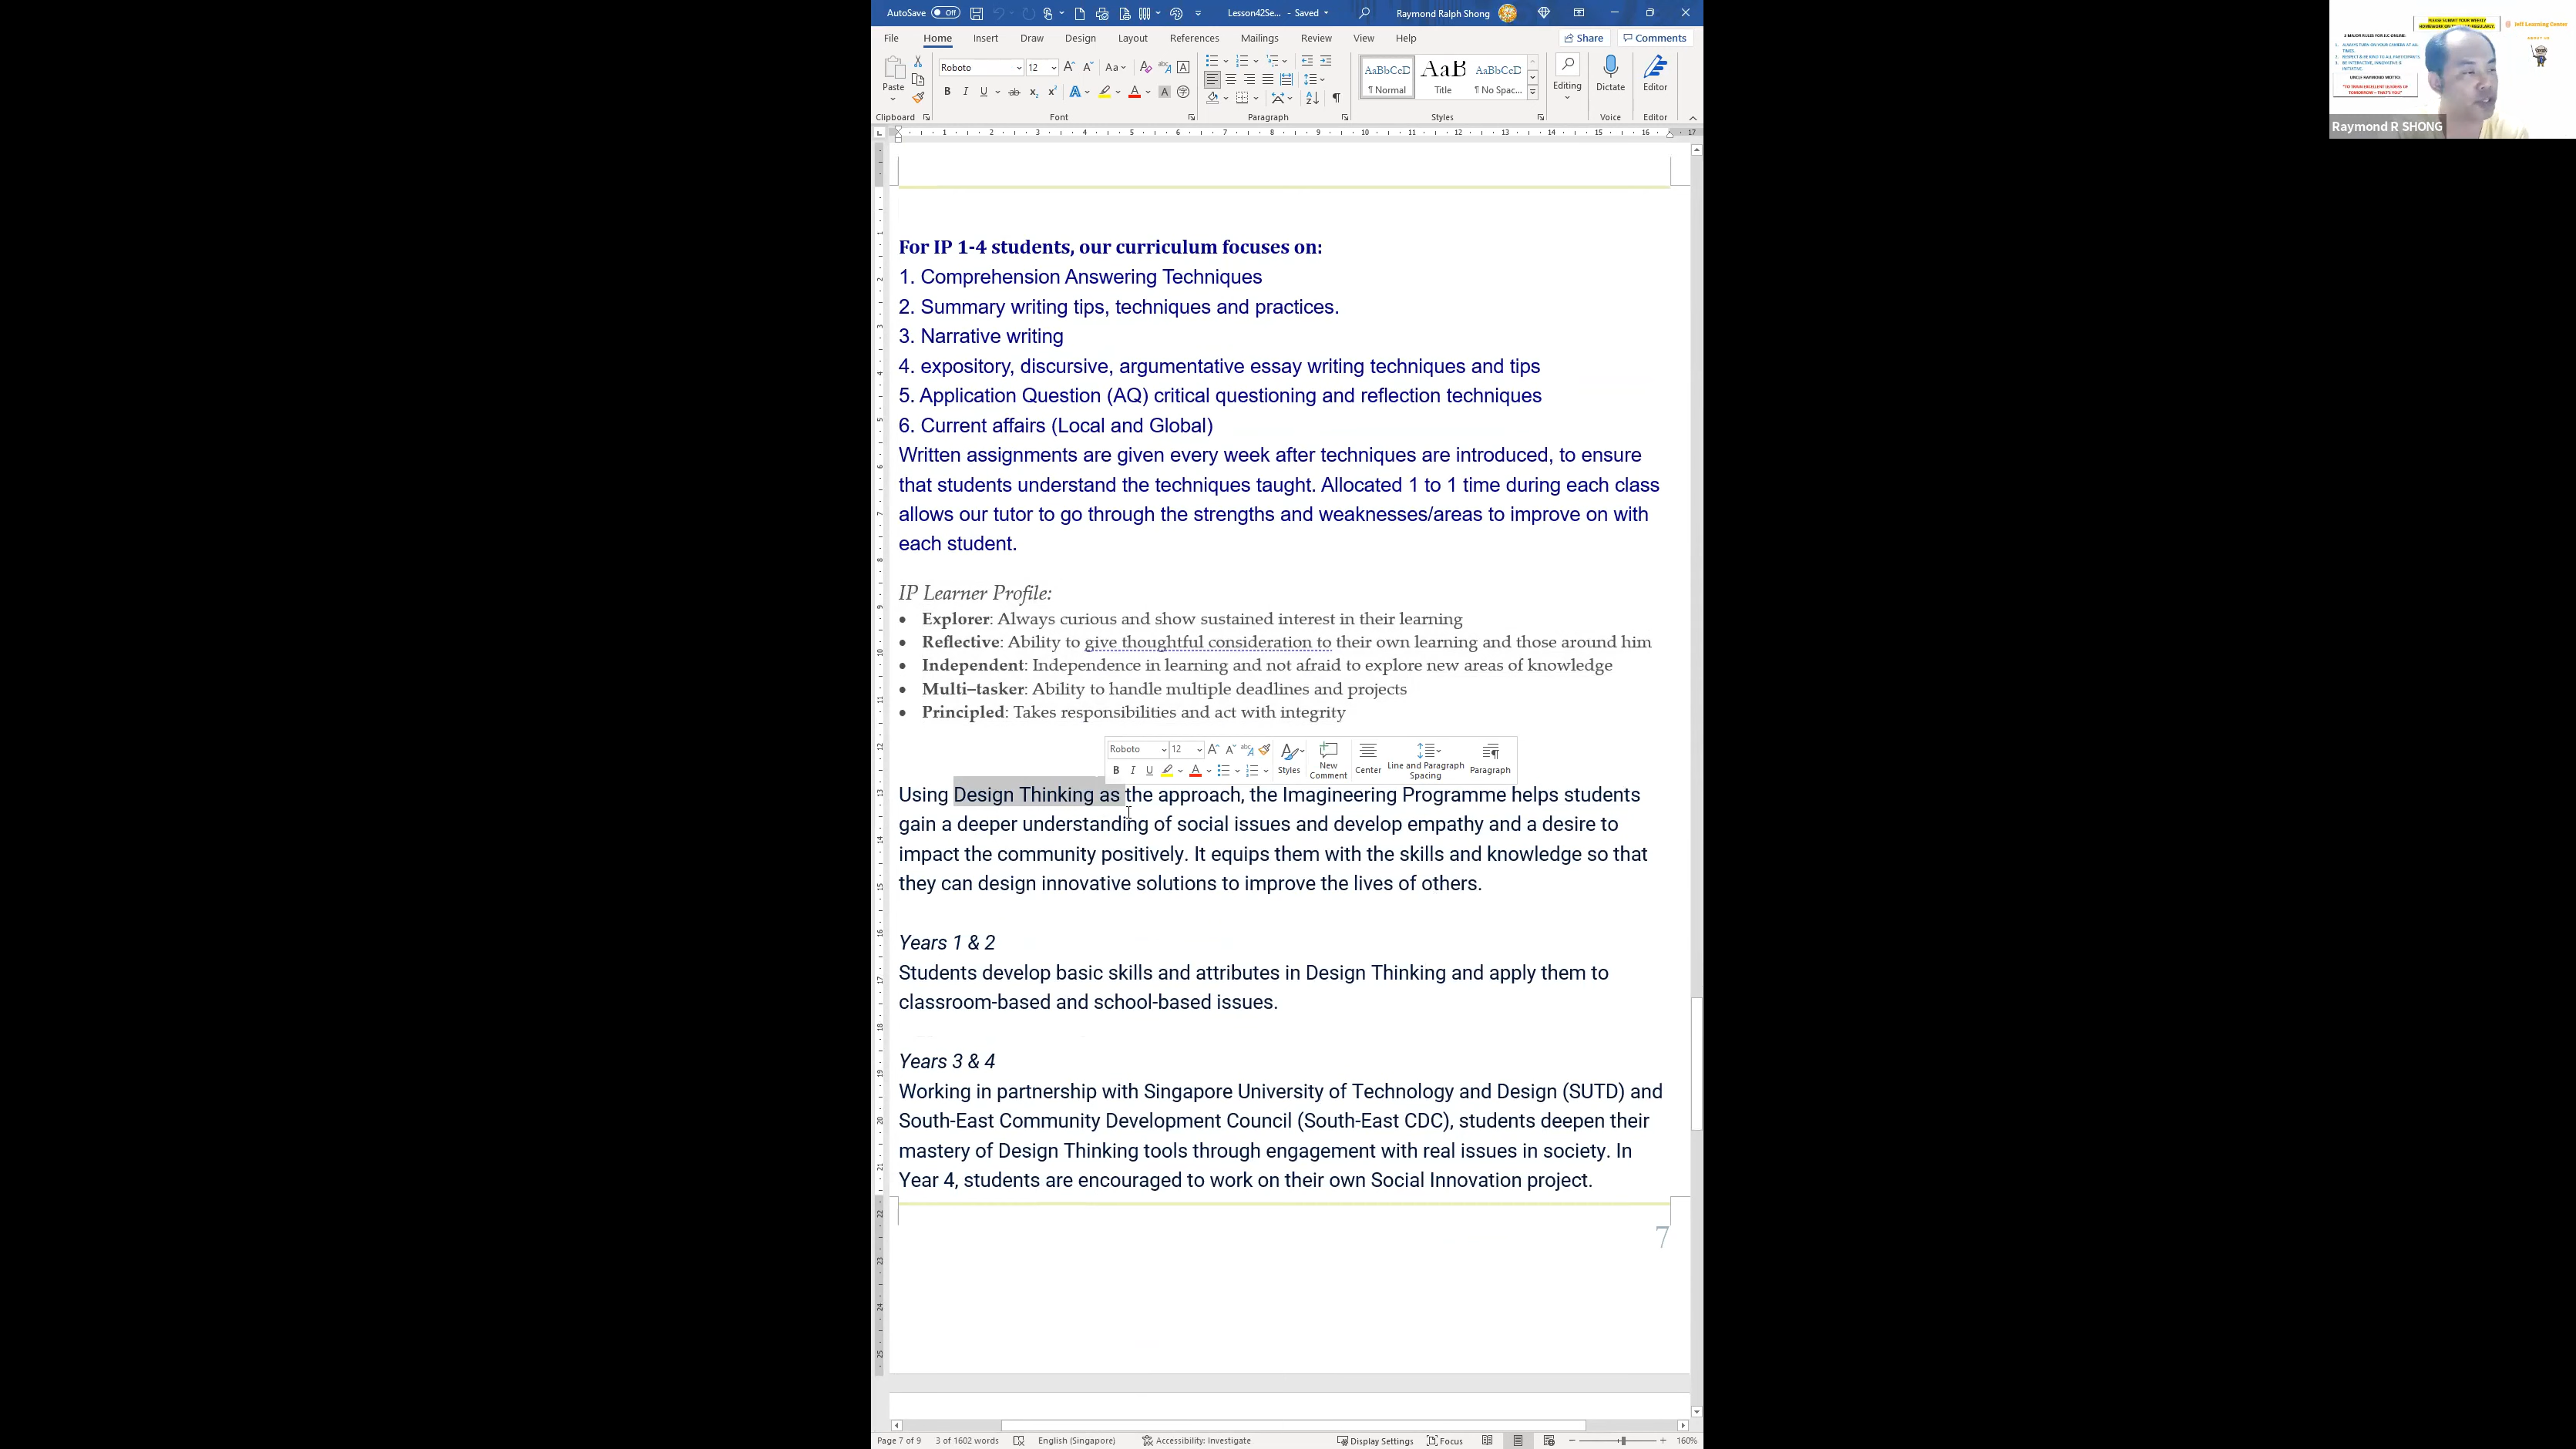 AutoSave Off Lesson42Se... - Saved Raymond Ralph Shong
File Home Insert Draw Design Layout References Mailings Review View Help Share Comments
Roboto 12 Aa
Paste
AaBbCcD AaB AaBbCcD
¶ Normal Title ¶ No Spac...
Editing Dictate Editor
Clipboard Font Paragraph Styles Voice Editor
For IP 1-4 students, our curriculum focuses on:
1. Comprehension Answering Techniques
2. Summary writing tips, techniques and practices.
3. Narrative writing
4. expository, discursive, argumentative essay writing techniques and tips
5. Application Question (AQ) critical questioning and reflection techniques
6. Current affairs (Local and Global)
Written assignments are given every week after techniques are introduced, to ensure
that students understand the techniques taught. Allocated 1 to 1 time during each class
allows our tutor to go through the strengths and weaknesses/areas to improve on with
each student.
IP Learner Profile:
• Explorer: Always curious and show sustained interest in their learning
• Reflective: Ability to give thoughtful consideration to their own learning and those around him
• Independent: Independence in learning and not afraid to explore new areas of knowledge
• Multi–tasker: Ability to handle multiple deadlines and projects
• Principled: Takes responsibilities and act with integrity
Roboto 12
B I U Styles New Comment Center Line and Paragraph Spacing Paragraph
Using Design Thinking as the approach, the Imagineering Programme helps students
gain a deeper understanding of social issues and develop empathy and a desire to
impact the community positively. It equips them with the skills and knowledge so that
they can design innovative solutions to improve the lives of others.
Years 1 & 2
Students develop basic skills and attributes in Design Thinking and apply them to
classroom-based and school-based issues.
Years 3 & 4
Working in partnership with Singapore University of Technology and Design (SUTD) and
South-East Community Development Council (South-East CDC), students deepen their
mastery of Design Thinking tools through engagement with real issues in society. In
Year 4, students are encouraged to work on their own Social Innovation project.
7
Page 7 of 9 3 of 1602 words English (Singapore) Accessibility: Investigate Display Settings Focus 160%
Jeff Learning Center
Raymond R SHONG